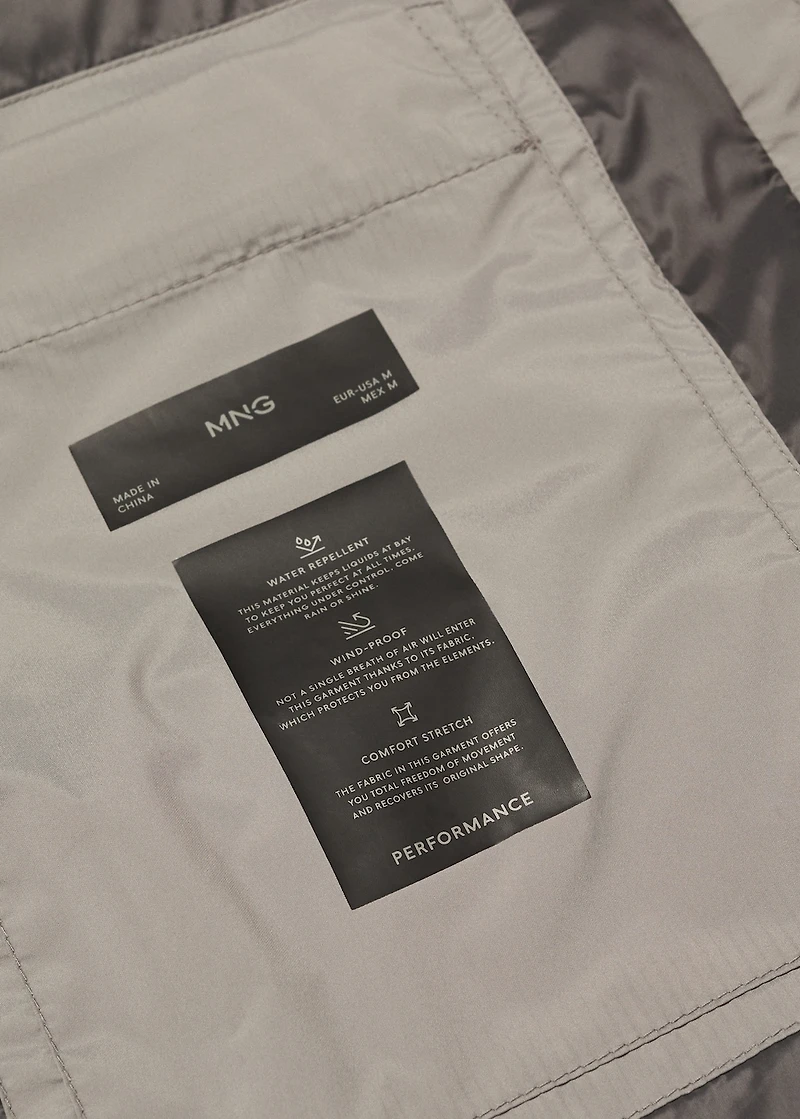 MNG
EUR-USA M
MEX M
MADE IN
CHINA
WATER REPELLENT
THIS MATERIAL KEEPS LIQUIDS AT BAY
TO KEEP YOU PERFECT AT ALL TIMES.
EVERYTHING UNDER CONTROL, COME
RAIN OR SHINE.
WIND-PROOF
NOT A SINGLE BREATH OF AIR WILL ENTER
THIS GARMENT THANKS TO ITS FABRIC,
WHICH PROTECTS YOU FROM THE ELEMENTS.
COMFORT STRETCH
THE FABRIC IN THIS GARMENT OFFERS
YOU TOTAL FREEDOM OF MOVEMENT
AND RECOVERS ITS ORIGINAL SHAPE.
PERFORMANCE